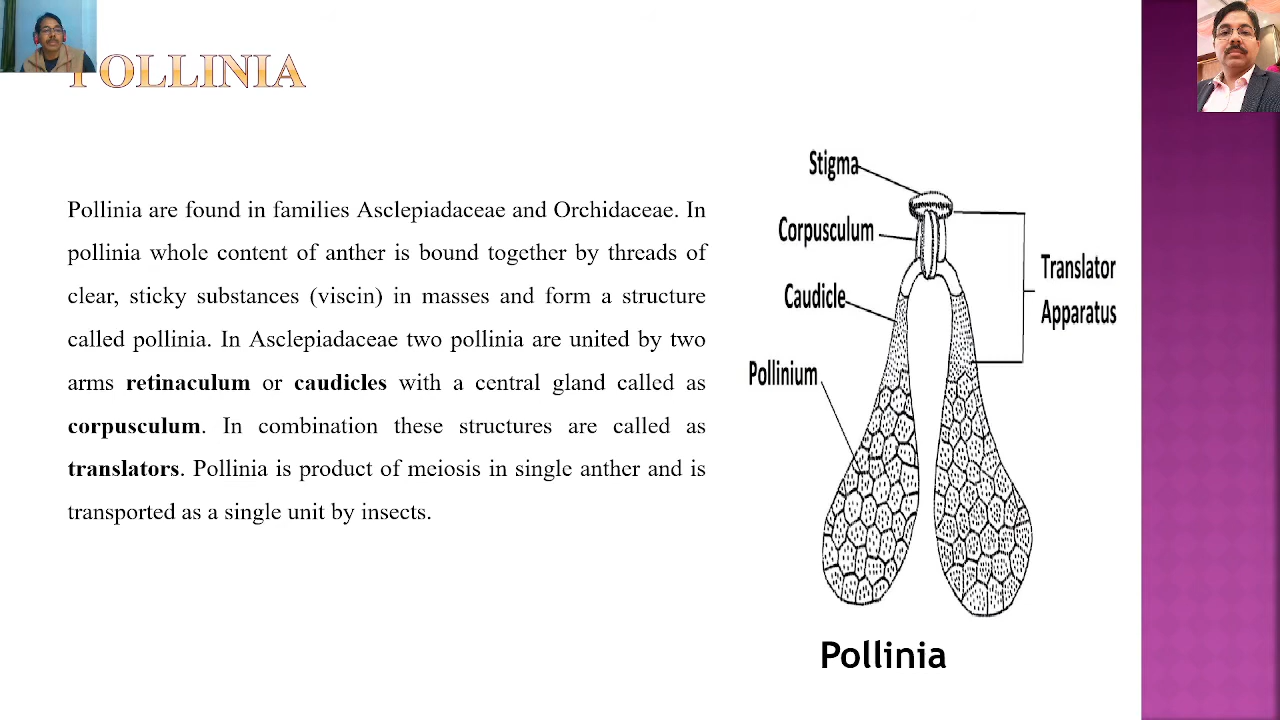 POLLINIA
Pollinia are found in families Asclepiadaceae and Orchidaceae. In
pollinia whole content of anther is bound together by threads of
clear, sticky substances (viscin) in masses and form a structure
called pollinia. In Asclepiadaceae two pollinia are united by two
arms retinaculum or caudicles with a central gland called as
corpusculum. In combination these structures are called as
translators. Pollinia is product of meiosis in single anther and is
transported as a single unit by insects.
Stigma
Corpusculum
Caudicle
Pollinium
Translator
Apparatus
Pollinia